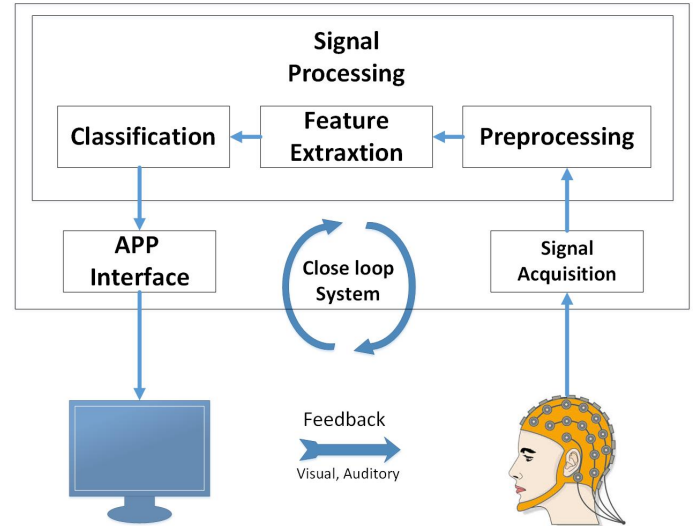 Signal
Processing
Classification
Feature
Extraxtion
Preprocessing
APP
Interface
Close loop
System
Signal
Acquisition
Feedback
Visual, Auditory